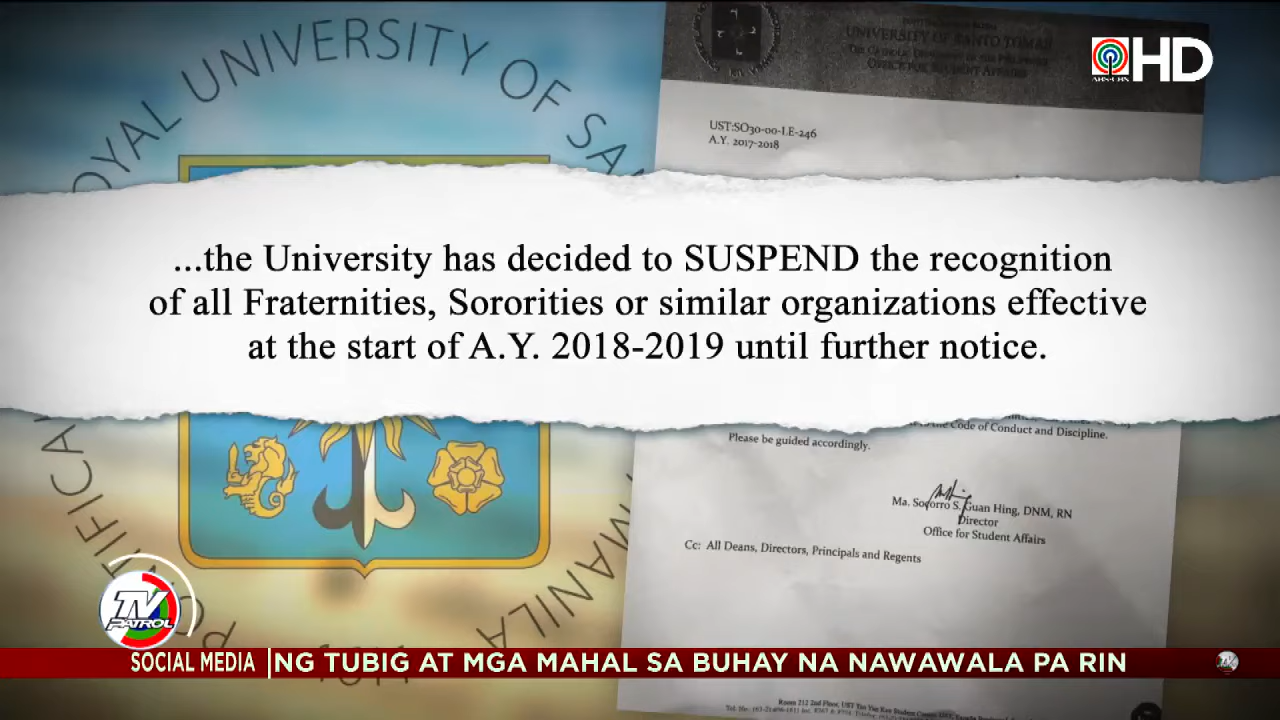 ROYAL UNIVERSITY OF SA
UNIVERSITY OF SANTO TOMAS
OFFICE FOR STUDENT AFFAIRS
ABS-CBN HD
UST:SO30-00-LE-246
A.Y. 2017-2018
...the University has decided to SUSPEND the recognition
of all Fraternities, Sororities or similar organizations effective
at the start of A.Y. 2018-2019 until further notice.
the Code of Conduct and Discipline.
Please be guided accordingly.
Ma. Socorro S. Guan Hing, DNM, RN
Director
Office for Student Affairs
Cc: All Deans, Directors, Principals and Regents
MANILA
TV PATROL
SOCIAL MEDIA NG TUBIG AT MGA MAHAL SA BUHAY NA NAWAWALA PA RIN